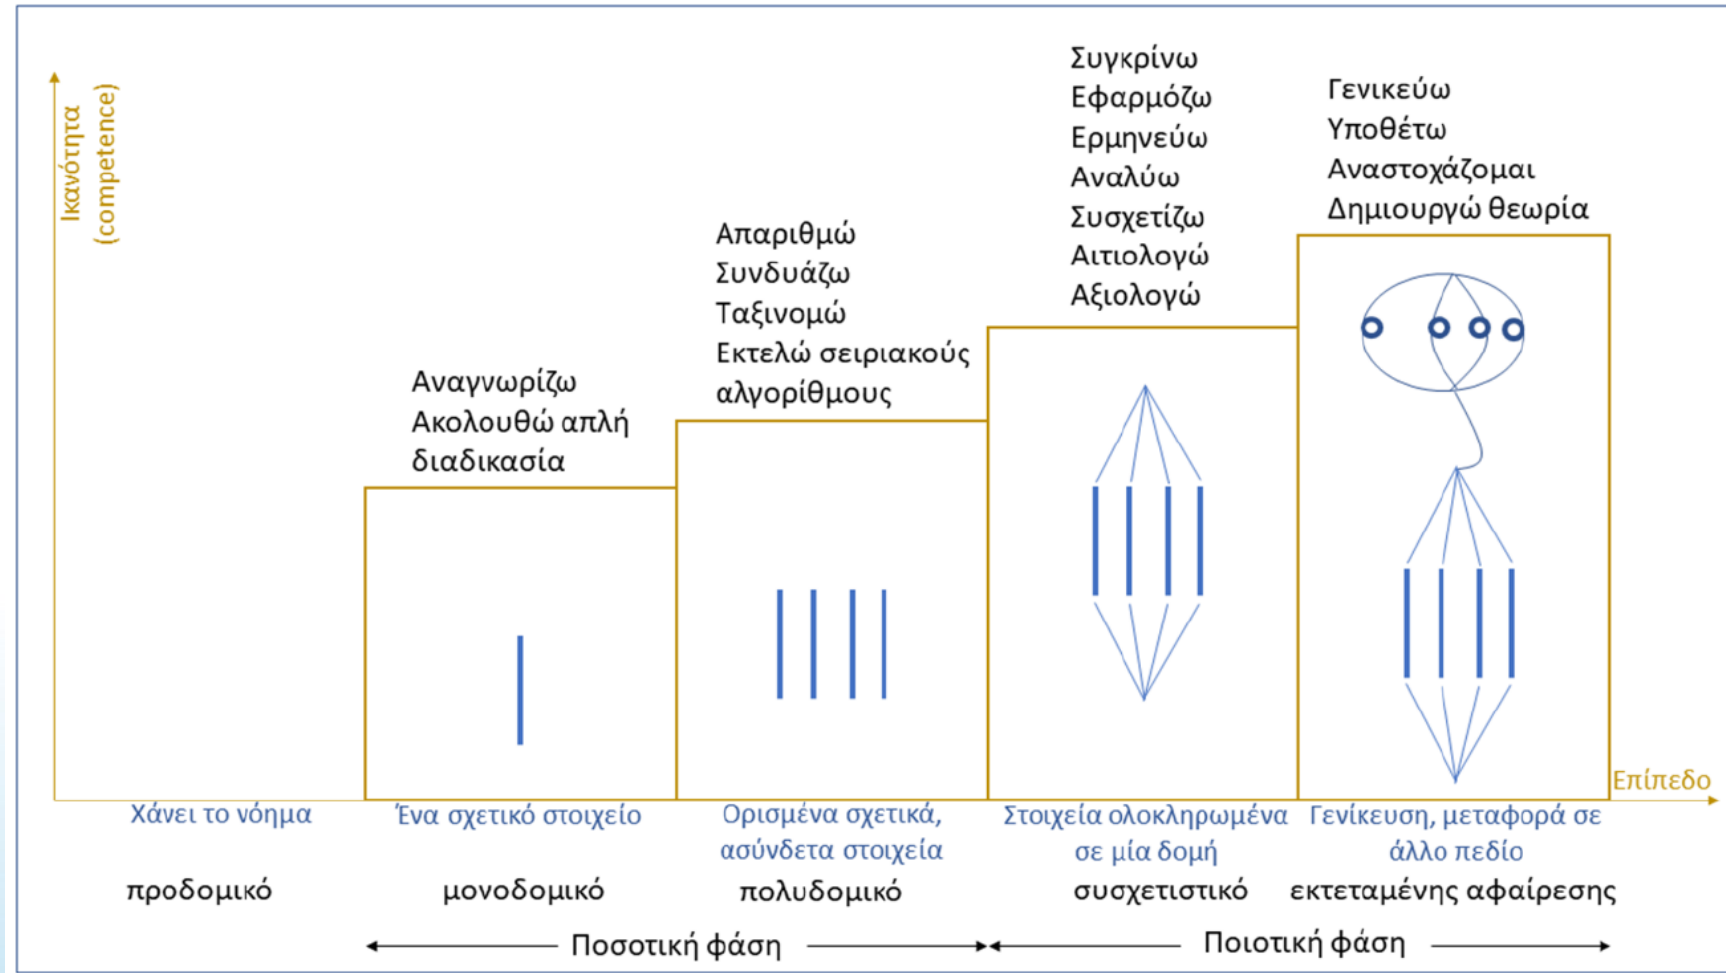 Ικανότητα
(competence)
Αναγνωρίζω
Ακολουθώ απλή
διαδικασία
Απαριθμώ
Συνδυάζω
Ταξινομώ
Εκτελώ σειριακούς
αλγορίθμους
Συγκρίνω
Εφαρμόζω
Ερμηνεύω
Αναλύω
Συσχετίζω
Αιτιολογώ
Αξιολογώ
Γενικεύω
Υποθέτω
Αναστοχάζομαι
Δημιουργώ θεωρία
Επίπεδο
Χάνει το νόημα
Ένα σχετικό στοιχείο
Ορισμένα σχετικά,
ασύνδετα στοιχεία
Στοιχεία ολοκληρωμένα
σε μία δομή
Γενίκευση, μεταφορά σε
άλλο πεδίο
προδομικό
μονοδομικό
πολυδομικό
συσχετιστικό
εκτεταμένης αφαίρεσης
Ποσοτική φάση
Ποιοτική φάση